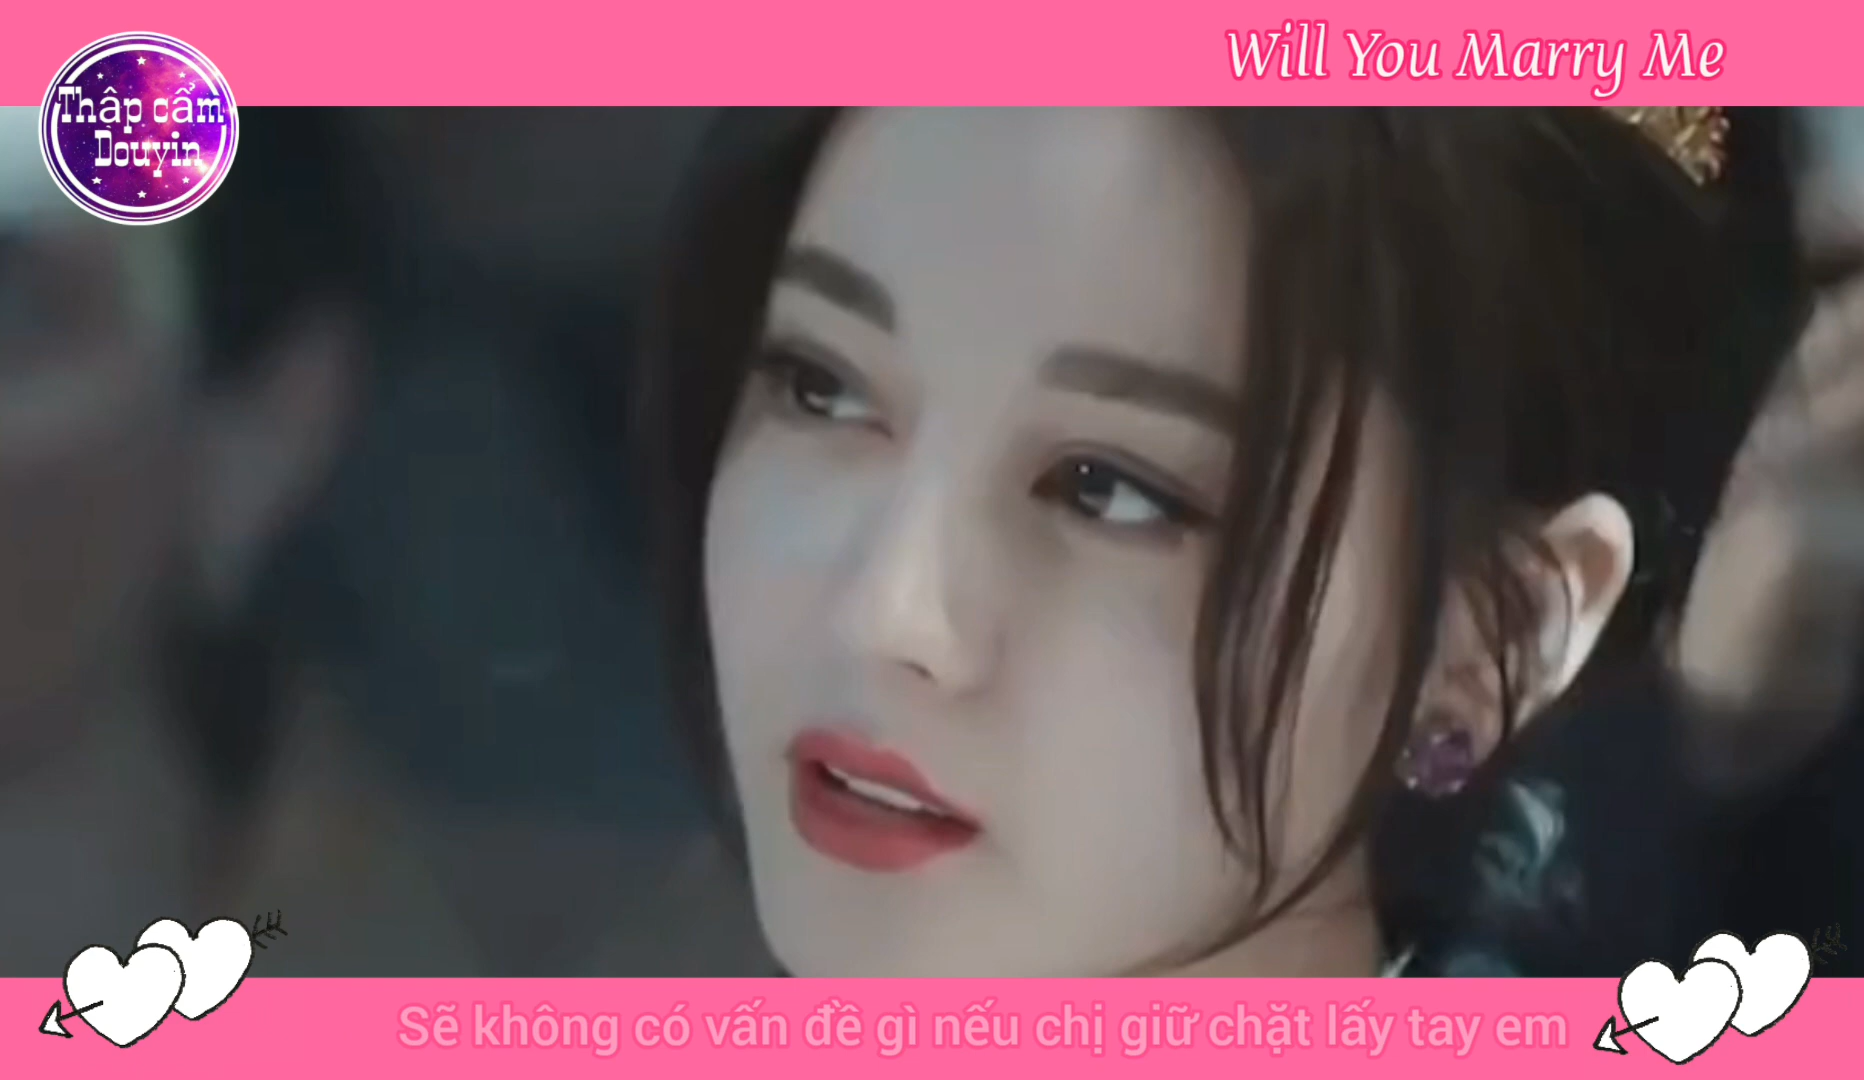 Will You Marry Me
Thập cẩm
Douyin
Sẽ không có vấn đề gì nếu chị giữ chặt lấy tay em